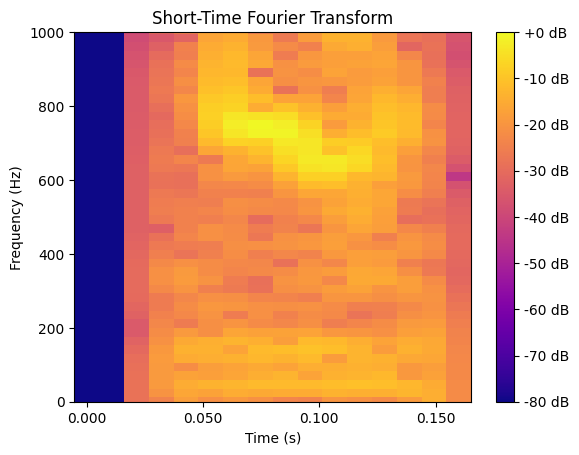 Short-Time Fourier Transform
1000
800
600
400
200
0
Frequency (Hz)
0.000
0.050
0.100
0.150
Time (s)
+0 dB
-10 dB
-20 dB
-30 dB
-40 dB
-50 dB
-60 dB
-70 dB
-80 dB